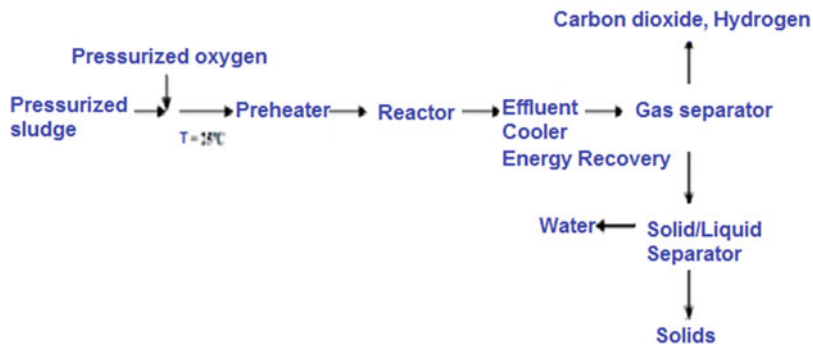 Carbon dioxide, Hydrogen
Pressurized oxygen
Pressurized
sludge
Preheater
Reactor
Effluent
Cooler
Energy Recovery
Gas separator
T =
Water
Solid/Liquid
Separator
Solids